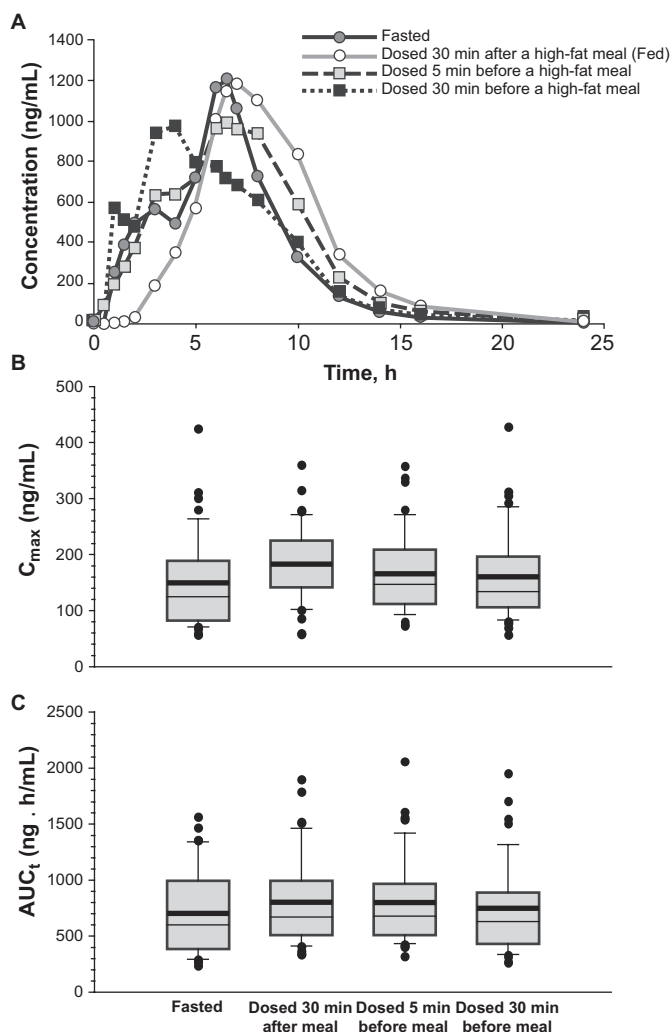 A
1400
1200
1000
800
600
400
200
0
Concentration (ng/mL)
Fasted
Dosed 30 min after a high-fat meal (Fed)
Dosed 5 min before a high-fat meal
Dosed 30 min before a high-fat meal
0 5 10 15 20 25
Time, h
B
500
400
300
200
100
0
Cmax (ng/mL)
C
2500
2000
1500
1000
500
0
AUCt (ng . h/mL)
Fasted Dosed 30 min Dosed 5 min Dosed 30 min
after meal before meal before meal